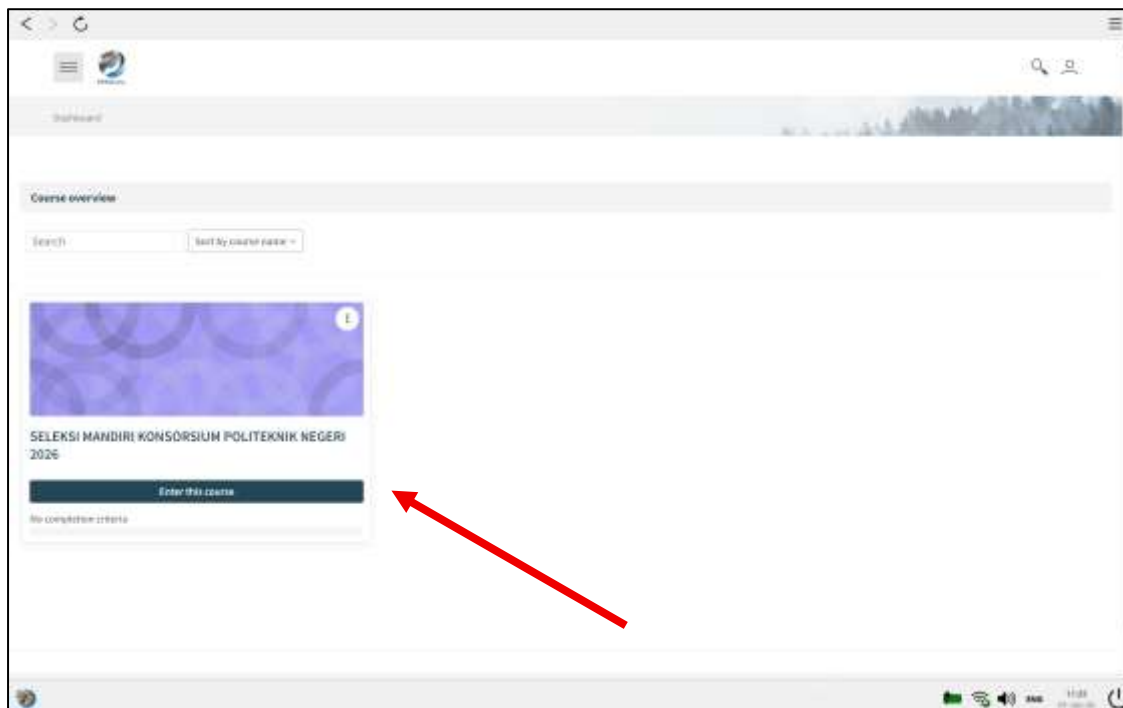 Dashboard
Course overview
Search
Sort by course name
SELEKSI MANDIRI KONSORSIUM POLITEKNIK NEGERI
2026
Enter this course
No completion criteria